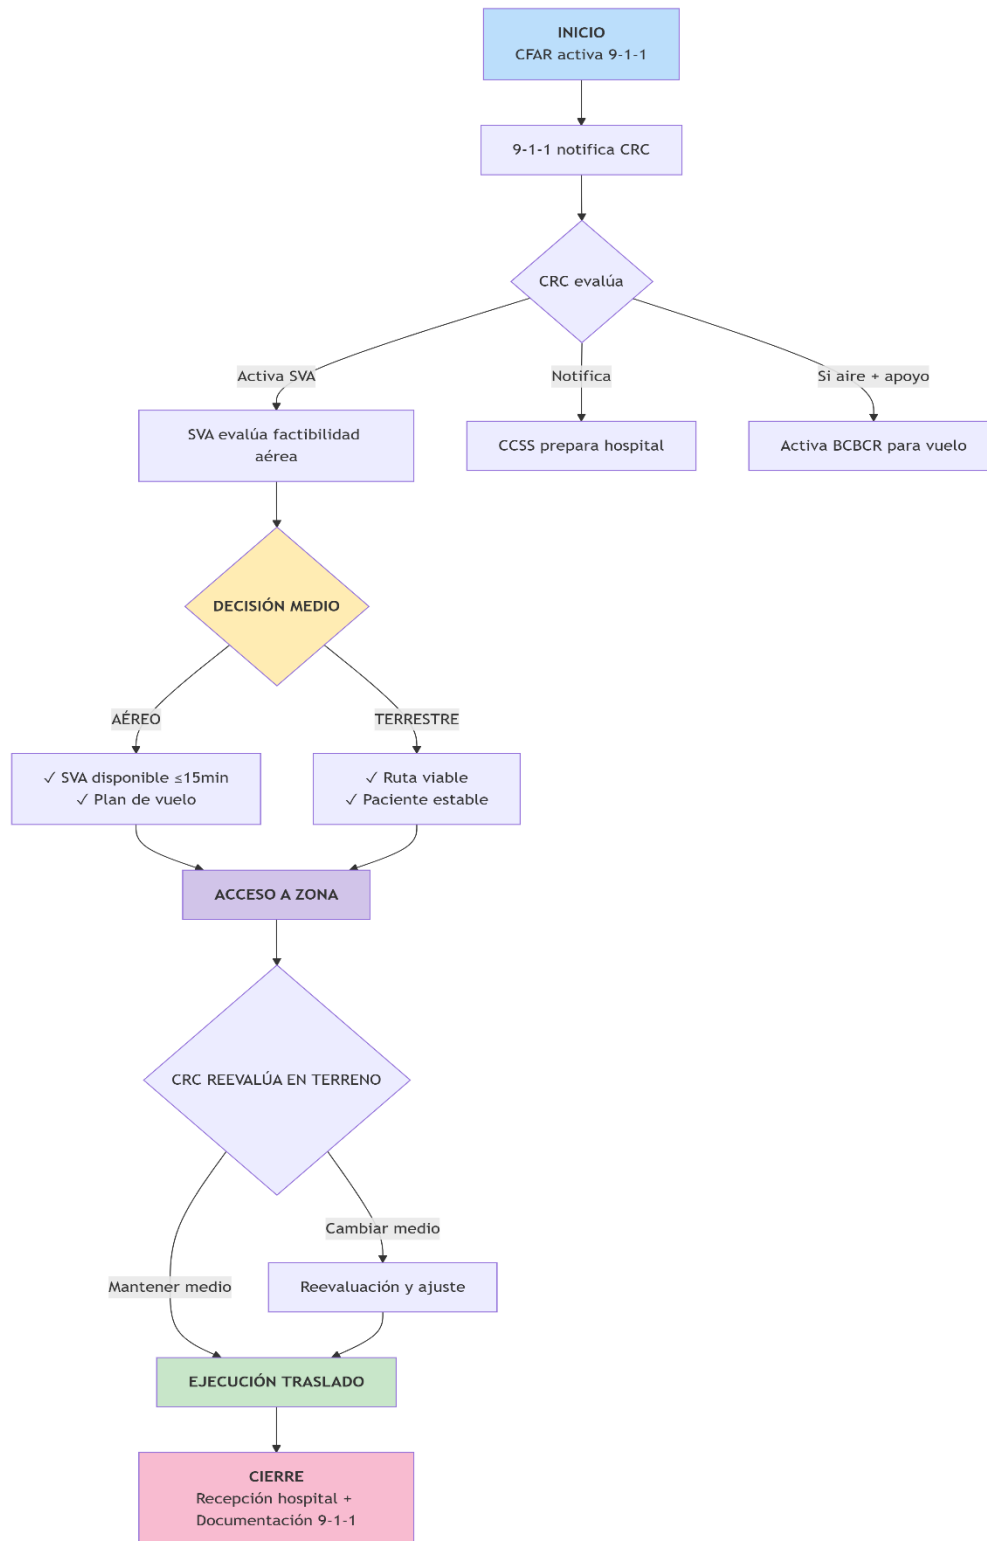 INICIO
CFAR activa 9-1-1
9-1-1 notifica CRC
CRC evalúa
Activa SVA
Notifica
Si aire + apoyo
SVA evalúa factibilidad
aérea
CCSS prepara hospital
Activa BCBCR para vuelo
DECISIÓN MEDIO
AÉREO
TERRESTRE
✓ SVA disponible ≤15min
✓ Plan de vuelo
✓ Ruta viable
✓ Paciente estable
ACCESO A ZONA
CRC REEVALÚA EN TERRENO
Cambiar medio
Mantener medio
Reevaluación y ajuste
EJECUCIÓN TRASLADO
CIERRE
Recepción hospital +
Documentación 9-1-1